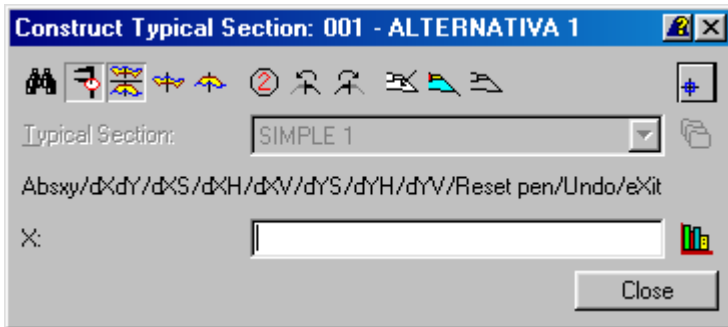 Construct Typical Section: 001 - ALTERNATIVA 1
2
Typical Section: SIMPLE 1
Absxy/dXdY/dXS/dXH/dXV/dYS/dYH/dYV/Reset pen/Undo/eXit
X:
Close